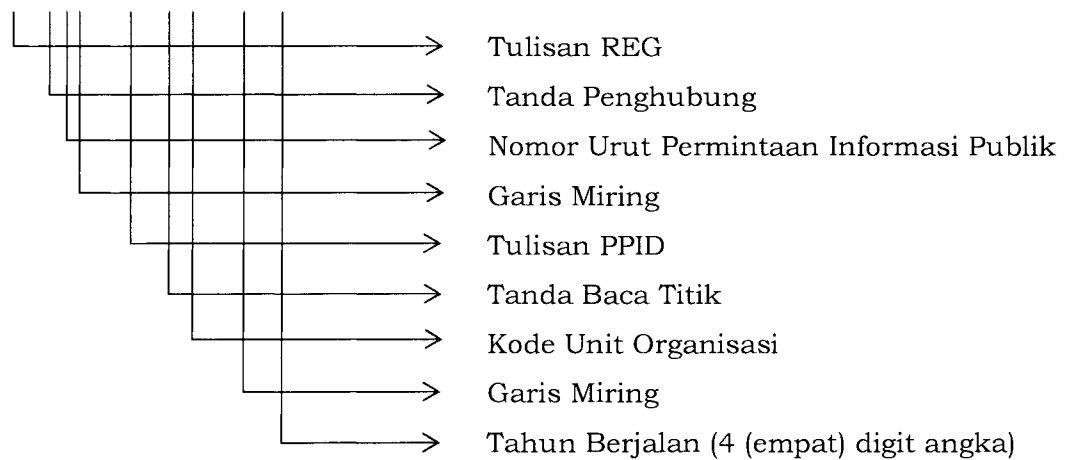 Tulisan REG
Tanda Penghubung
Nomor Urut Permintaan Informasi Publik
Garis Miring
Tulisan PPID
Tanda Baca Titik
Kode Unit Organisasi
Garis Miring
Tahun Berjalan (4 (empat) digit angka)